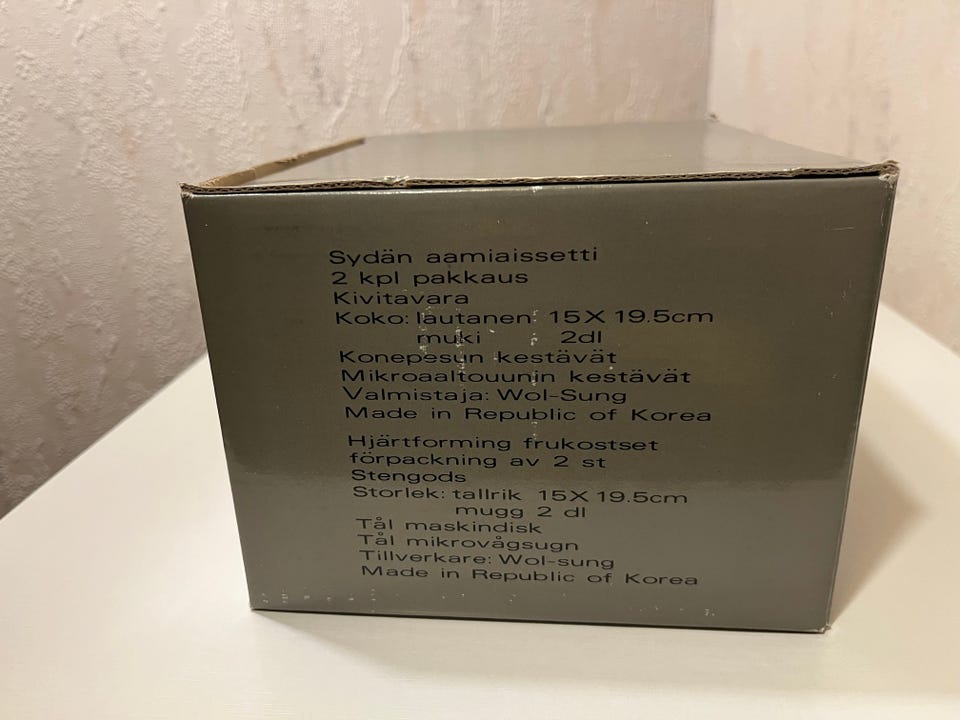 Sydän aamiaissetti
2 kpl pakkaus
Kivitavara
Koko: lautanen 15X19.5cm
muki 2dl
Konepesun kestävät
Mikroaaltouunin kestävät
Valmistaja: Wol-Sung
Made in Republic of Korea
Hjärtforming frukostset
förpackning av 2 st
Stengods
Storlek: tallrik 15X19.5cm
mugg 2 dl
Tål maskindisk
Tål mikrovågsugn
Tillverkare: Wol-sung
Made in Republic of Korea